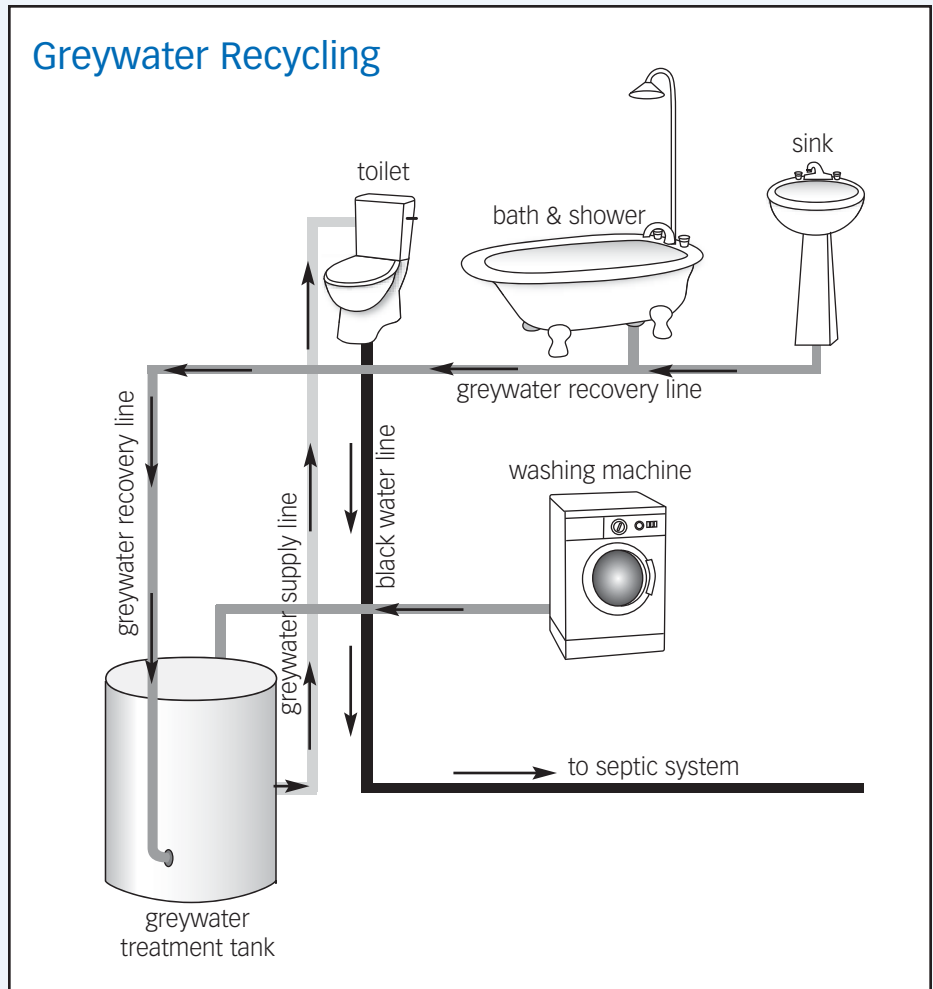 Greywater Recycling
sink
toilet
bath & shower
greywater recovery line
greywater recovery line
greywater supply line
black water line
washing machine
to septic system
greywater
treatment tank